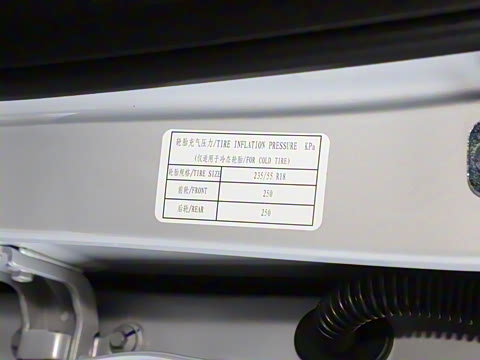 轮胎充气压力/TIRE INFLATION PRESSURE KPa
(仅适用于冷态轮胎/FOR COLD TIRE)
轮胎规格/TIRE SIZE 235/55 R18
前轮/FRONT 250
后轮/REAR 250